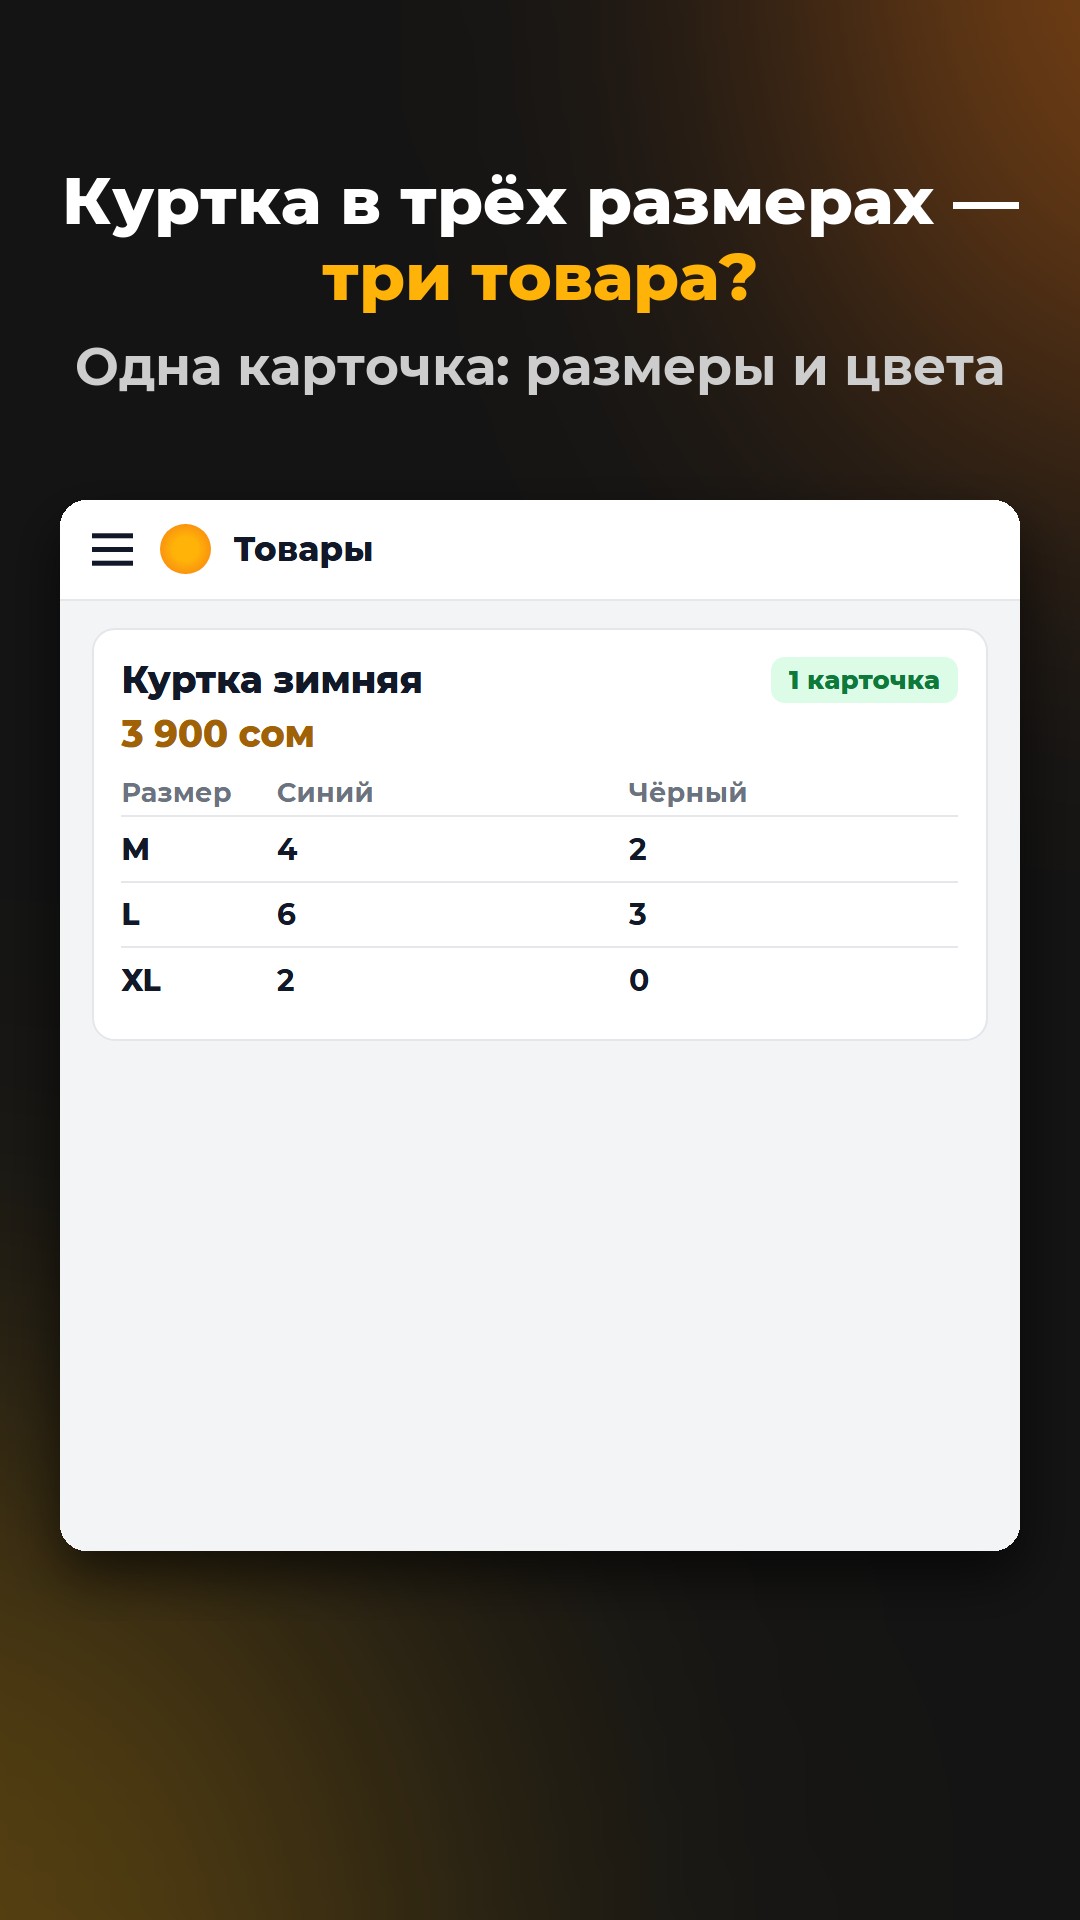 Куртка в трёх размерах —
три товара?
Одна карточка: размеры и цвета
Товары
Куртка зимняя
1 карточка
3 900 сом
Размер Синий Чёрный
M 4 2
L 6 3
XL 2 0